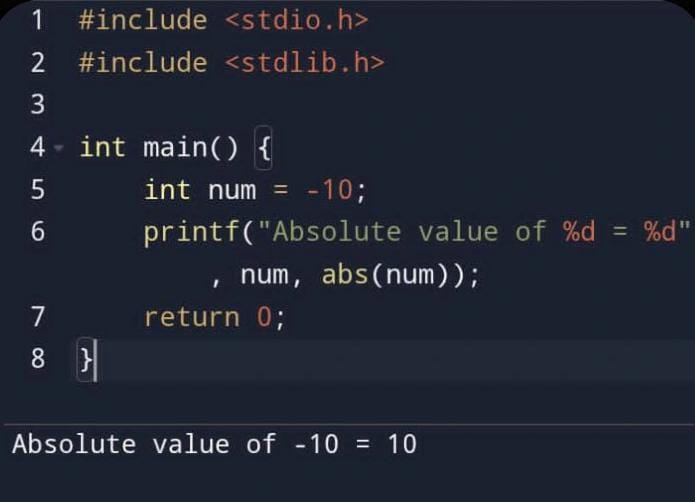 1 #include <stdio.h>
2 #include <stdlib.h>
3
4 int main() {
5 int num = -10;
6 printf("Absolute value of %d = %d"
, num, abs(num));
7 return 0;
8 }
Absolute value of -10 = 10